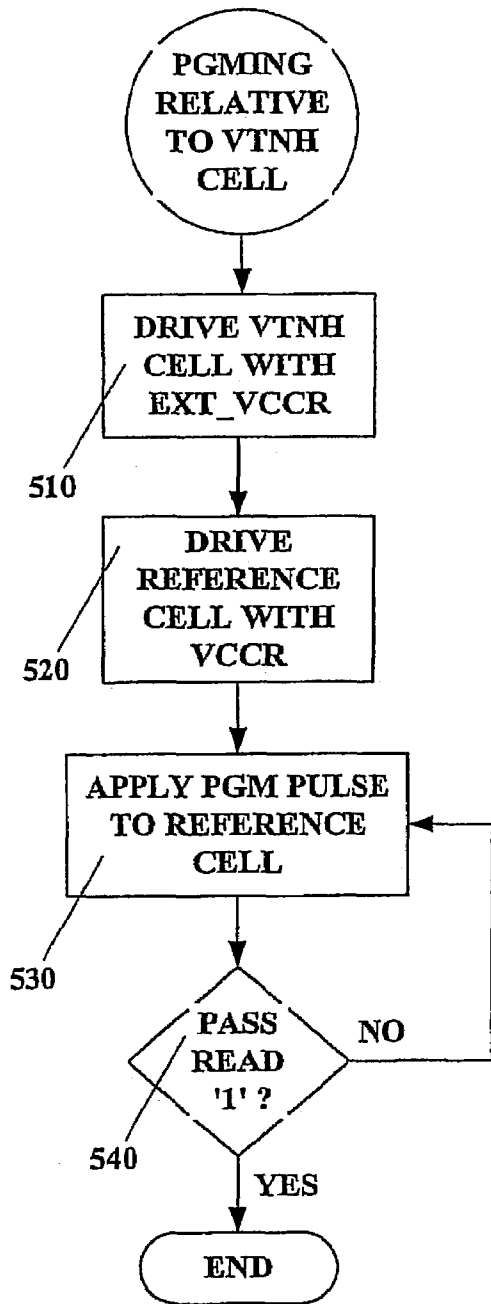 PGMING
RELATIVE
TO VTNH
CELL
DRIVE VTNH
CELL WITH
EXT_VCCR
510
DRIVE
REFERENCE
CELL WITH
VCCR
520
APPLY PGM PULSE
TO REFERENCE
CELL
530
PASS
READ
'1' ?
NO
540
YES
END